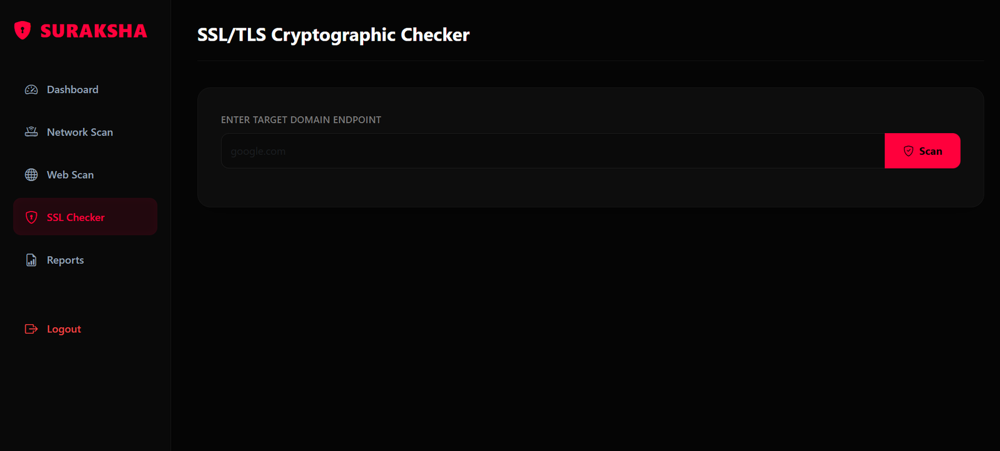 SURAKSHA
Dashboard
Network Scan
Web Scan
SSL Checker
Reports
Logout
SSL/TLS Cryptographic Checker
ENTER TARGET DOMAIN ENDPOINT
google.com
Scan